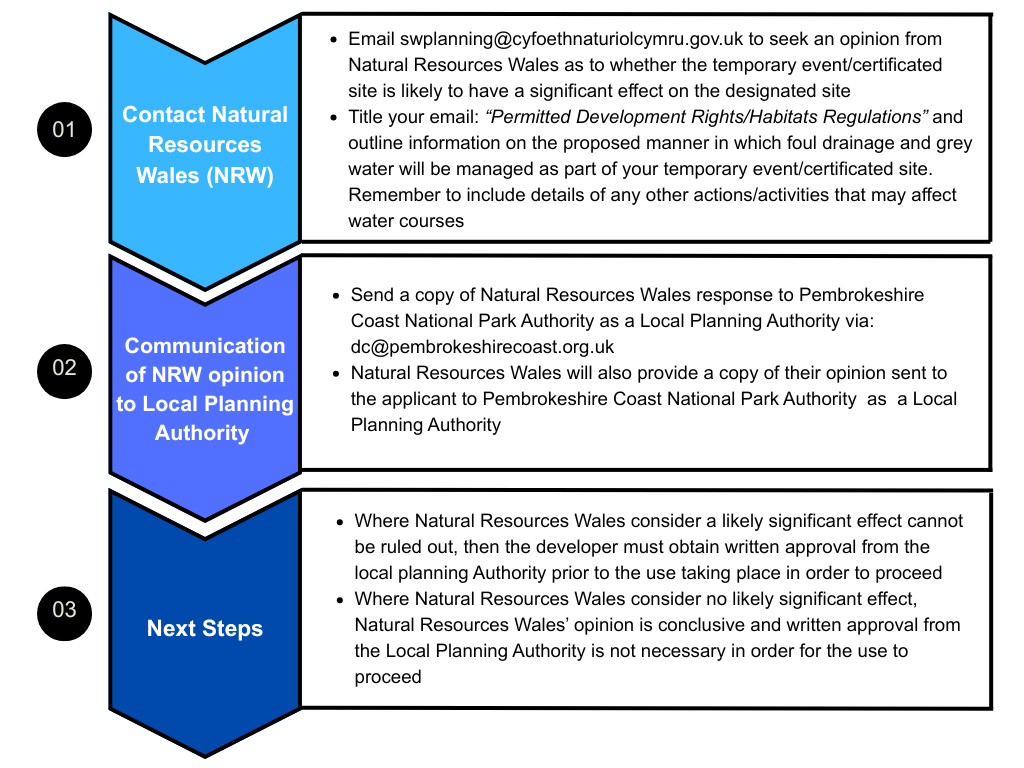 01
Contact Natural
Resources
Wales (NRW)
• Email swplanning@cyfoethnaturiolcymru.gov.uk to seek an opinion from
Natural Resources Wales as to whether the temporary event/certificated
site is likely to have a significant effect on the designated site
• Title your email: “Permitted Development Rights/Habitats Regulations” and
outline information on the proposed manner in which foul drainage and grey
water will be managed as part of your temporary event/certificated site.
Remember to include details of any other actions/activities that may affect
water courses
02
Communication
of NRW opinion
to Local Planning
Authority
• Send a copy of Natural Resources Wales response to Pembrokeshire
Coast National Park Authority as a Local Planning Authority via:
dc@pembrokeshirecoast.org.uk
• Natural Resources Wales will also provide a copy of their opinion sent to
the applicant to Pembrokeshire Coast National Park Authority as a Local
Planning Authority
03
Next Steps
• Where Natural Resources Wales consider a likely significant effect cannot
be ruled out, then the developer must obtain written approval from the
local planning Authority prior to the use taking place in order to proceed
• Where Natural Resources Wales consider no likely significant effect,
Natural Resources Wales’ opinion is conclusive and written approval from
the Local Planning Authority is not necessary in order for the use to
proceed